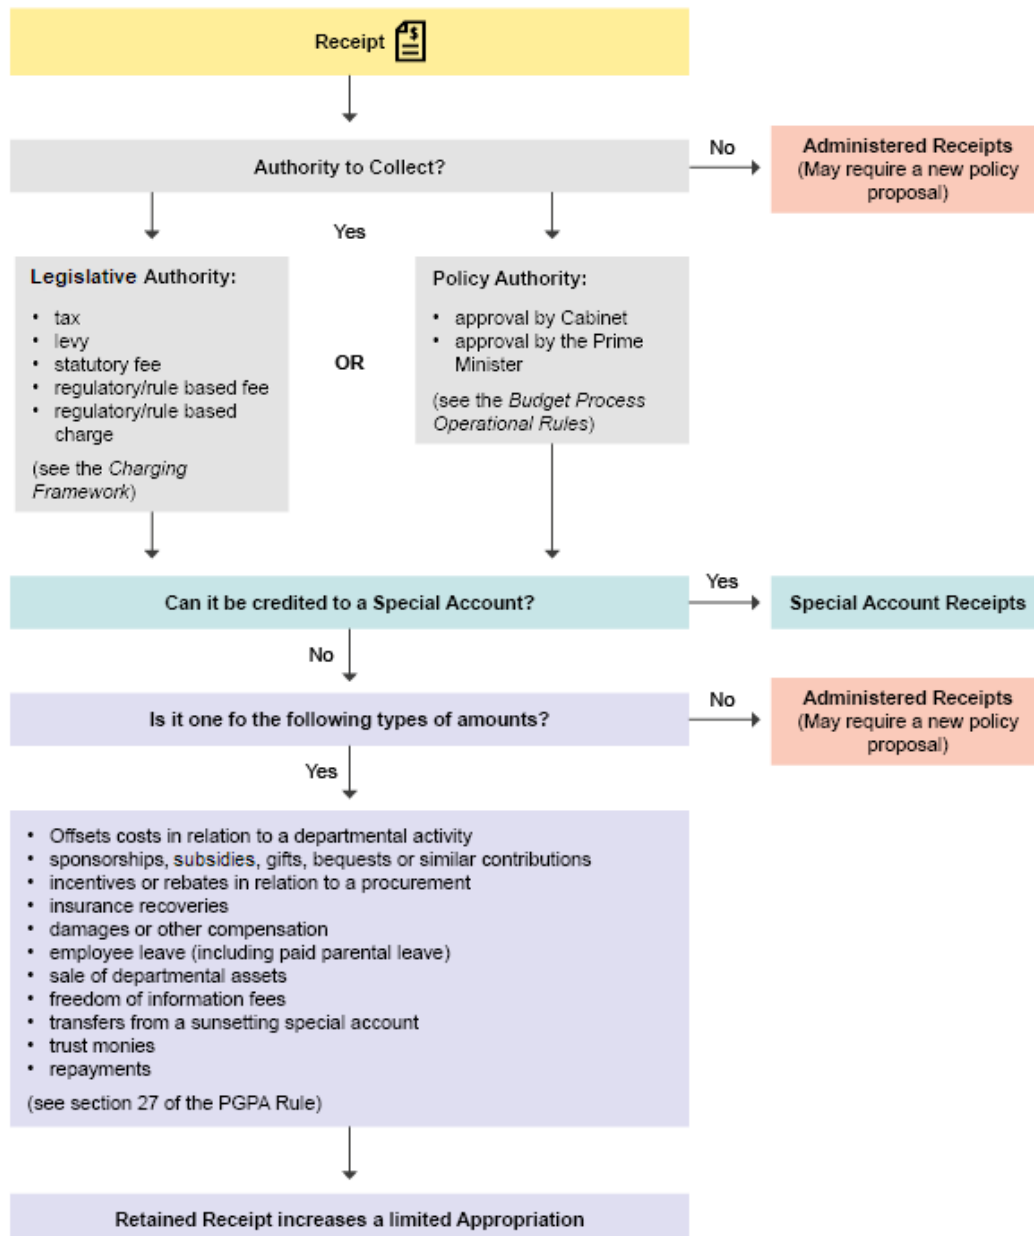 Receipt
$
Authority to Collect?
No
Administered Receipts
(May require a new policy
proposal)
Yes
Legislative Authority:
• tax
• levy
• statutory fee
• regulatory/rule based fee
• regulatory/rule based
charge
(see the Charging
Framework)
OR
Policy Authority:
• approval by Cabinet
• approval by the Prime
Minister
(see the Budget Process
Operational Rules)
Can it be credited to a Special Account?
Yes
Special Account Receipts
No
Is it one fo the following types of amounts?
No
Administered Receipts
(May require a new policy
proposal)
Yes
• Offsets costs in relation to a departmental activity
• sponsorships, subsidies, gifts, bequests or similar contributions
• incentives or rebates in relation to a procurement
• insurance recoveries
• damages or other compensation
• employee leave (including paid parental leave)
• sale of departmental assets
• freedom of information fees
• transfers from a sunsetting special account
• trust monies
• repayments
(see section 27 of the PGPA Rule)
Retained Receipt increases a limited Appropriation